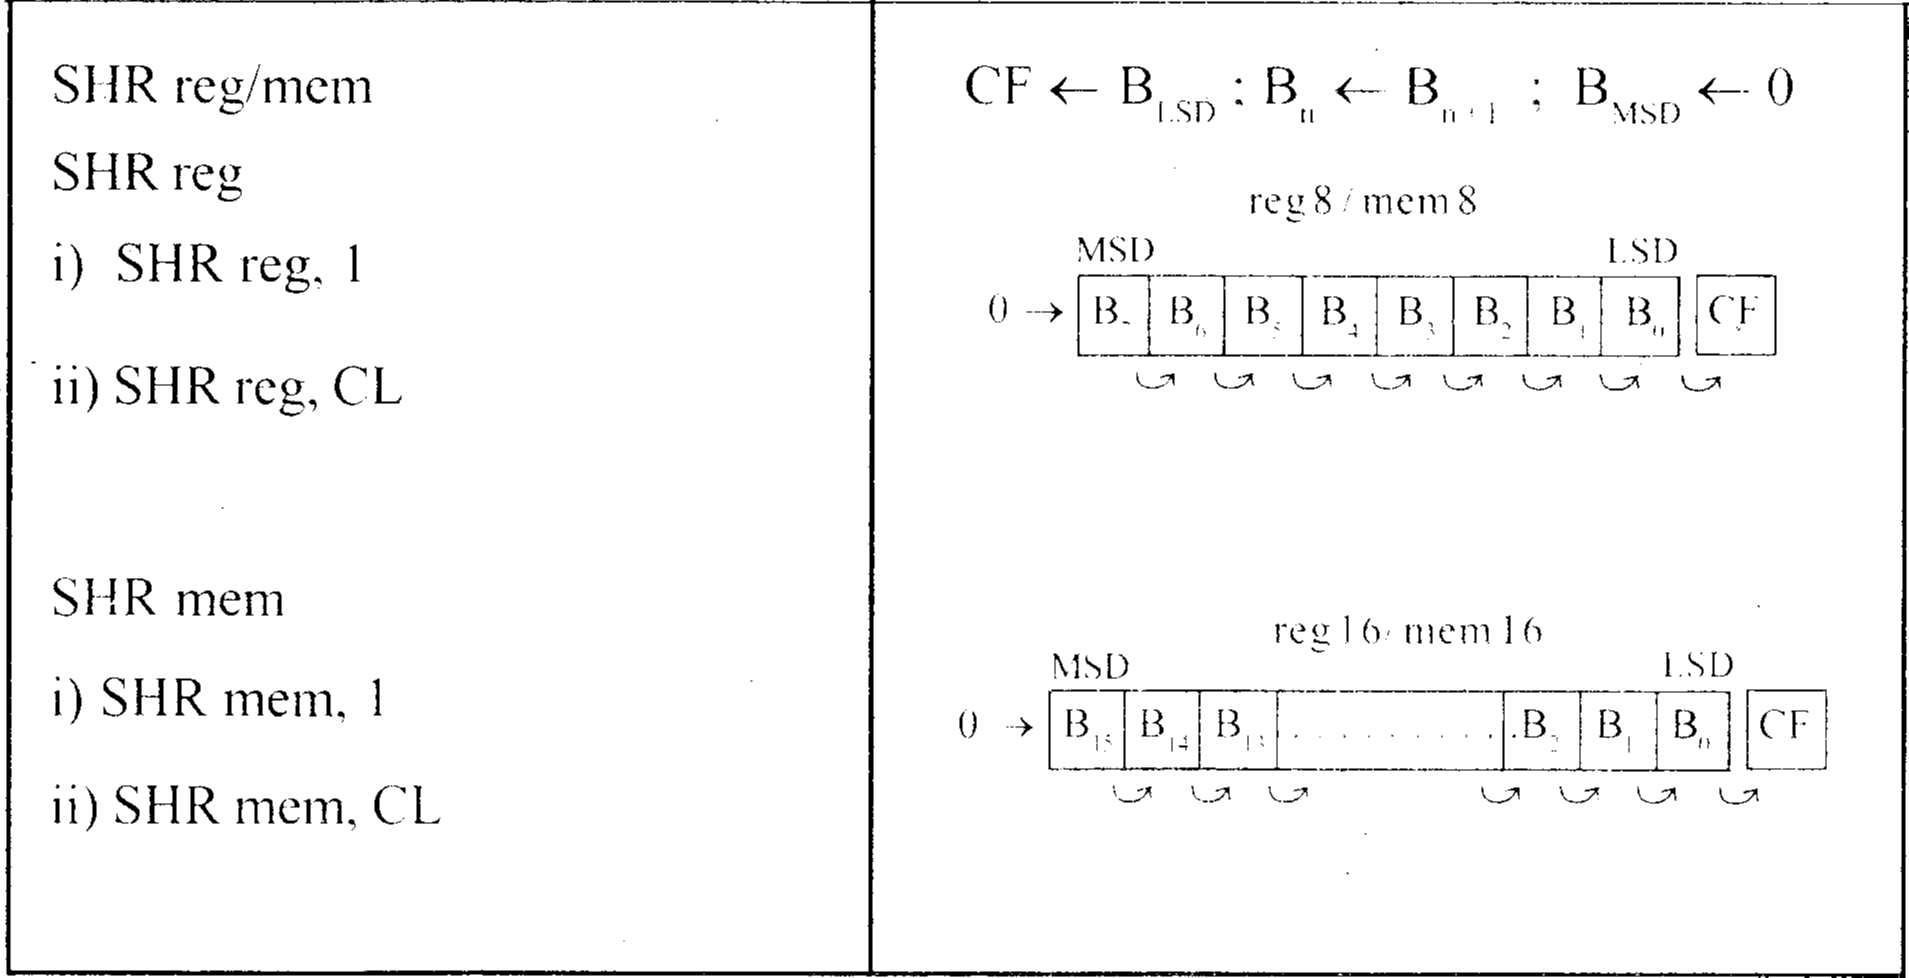 SHR reg/mem
SHR reg
i) SHR reg, 1
ii) SHR reg, CL
SHR mem
i) SHR mem, 1
ii) SHR mem, CL
CF ← B_LSD ; B_n ← B_n+1 ; B_MSD ← 0
reg 8 / mem 8
MSD LSD
0 → B_7 B_6 B_5 B_4 B_3 B_2 B_1 B_0 CF
reg 16 / mem 16
MSD LSD
0 → B_15 B_14 B_13 .......... B_2 B_1 B_0 CF